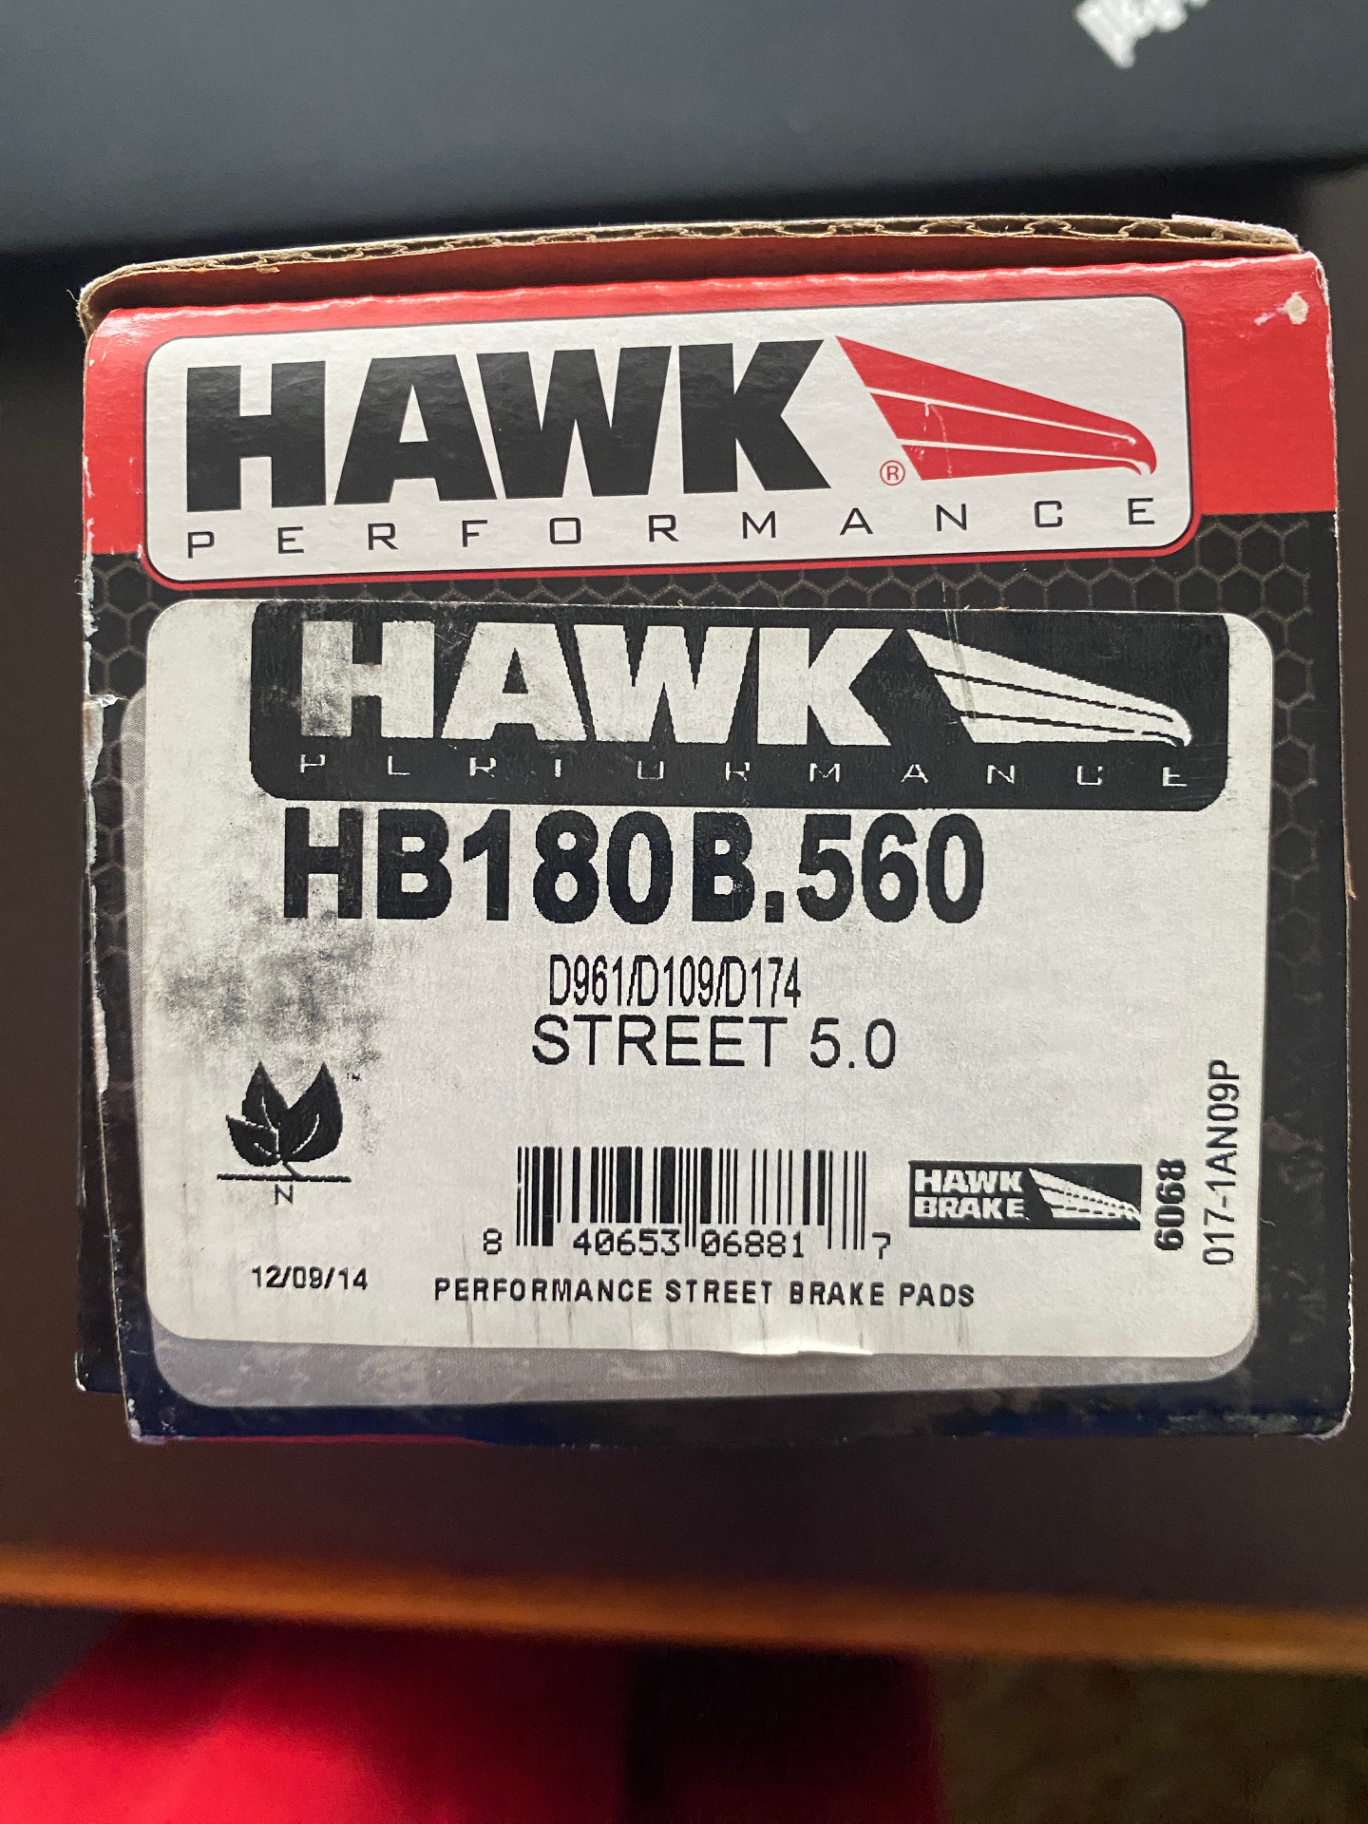 HAWK®
PERFORMANCE
HAWK
PERFORMANCE
HB180B.560
D961/D109/D174
STREET 5.0
N
8 40653 06881 7
HAWK
BRAKE
6068
017-1AN09P
12/09/14
PERFORMANCE STREET BRAKE PADS